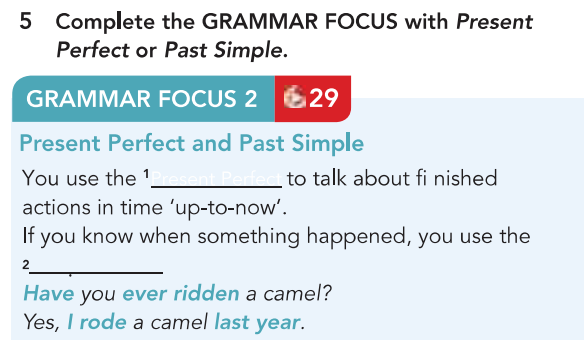 5 Complete the GRAMMAR FOCUS with Present
Perfect or Past Simple.
GRAMMAR FOCUS 2 29
Present Perfect and Past Simple
You use the 1 Present Perfect to talk about fi nished
actions in time ‘up-to-now’.
If you know when something happened, you use the
2
Have you ever ridden a camel?
Yes, I rode a camel last year.